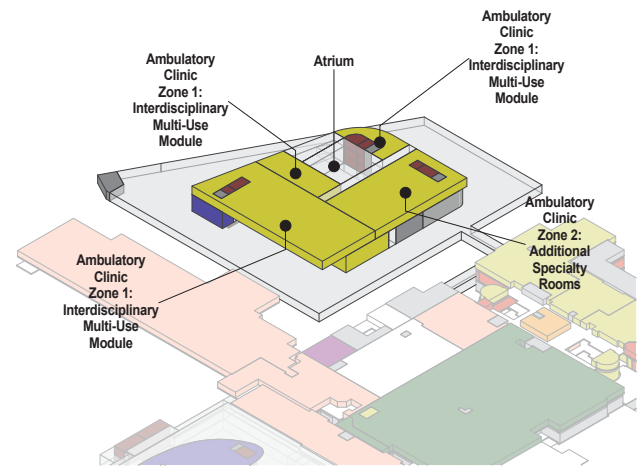 Ambulatory
Clinic
Zone 1:
Interdisciplinary
Multi-Use
Module
Atrium
Ambulatory
Clinic
Zone 1:
Interdisciplinary
Multi-Use
Module
Ambulatory
Clinic
Zone 2:
Additional
Specialty
Rooms
Ambulatory
Clinic
Zone 1:
Interdisciplinary
Multi-Use
Module